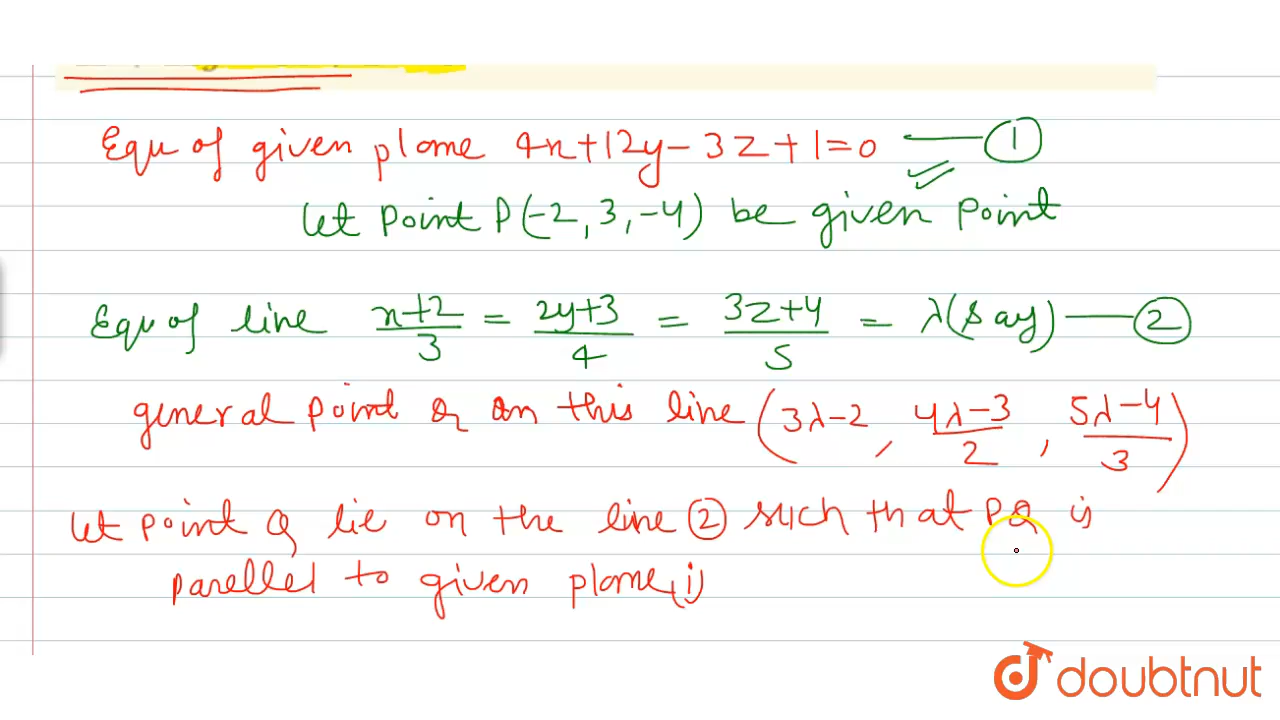 Equ of given plane 4x+12y-3z+1=0 — 1
let point P(-2,3,-4) be given point
Equ of line x+2/3 = 2y+3/4 = 3z+4/5 = λ(say) — 2
general point Q on this line (3λ-2, 4λ-3/2, 5λ-4/3)
let point Q lie on the line 2 such that PQ is
parellel to given plane,i)
doubtnut